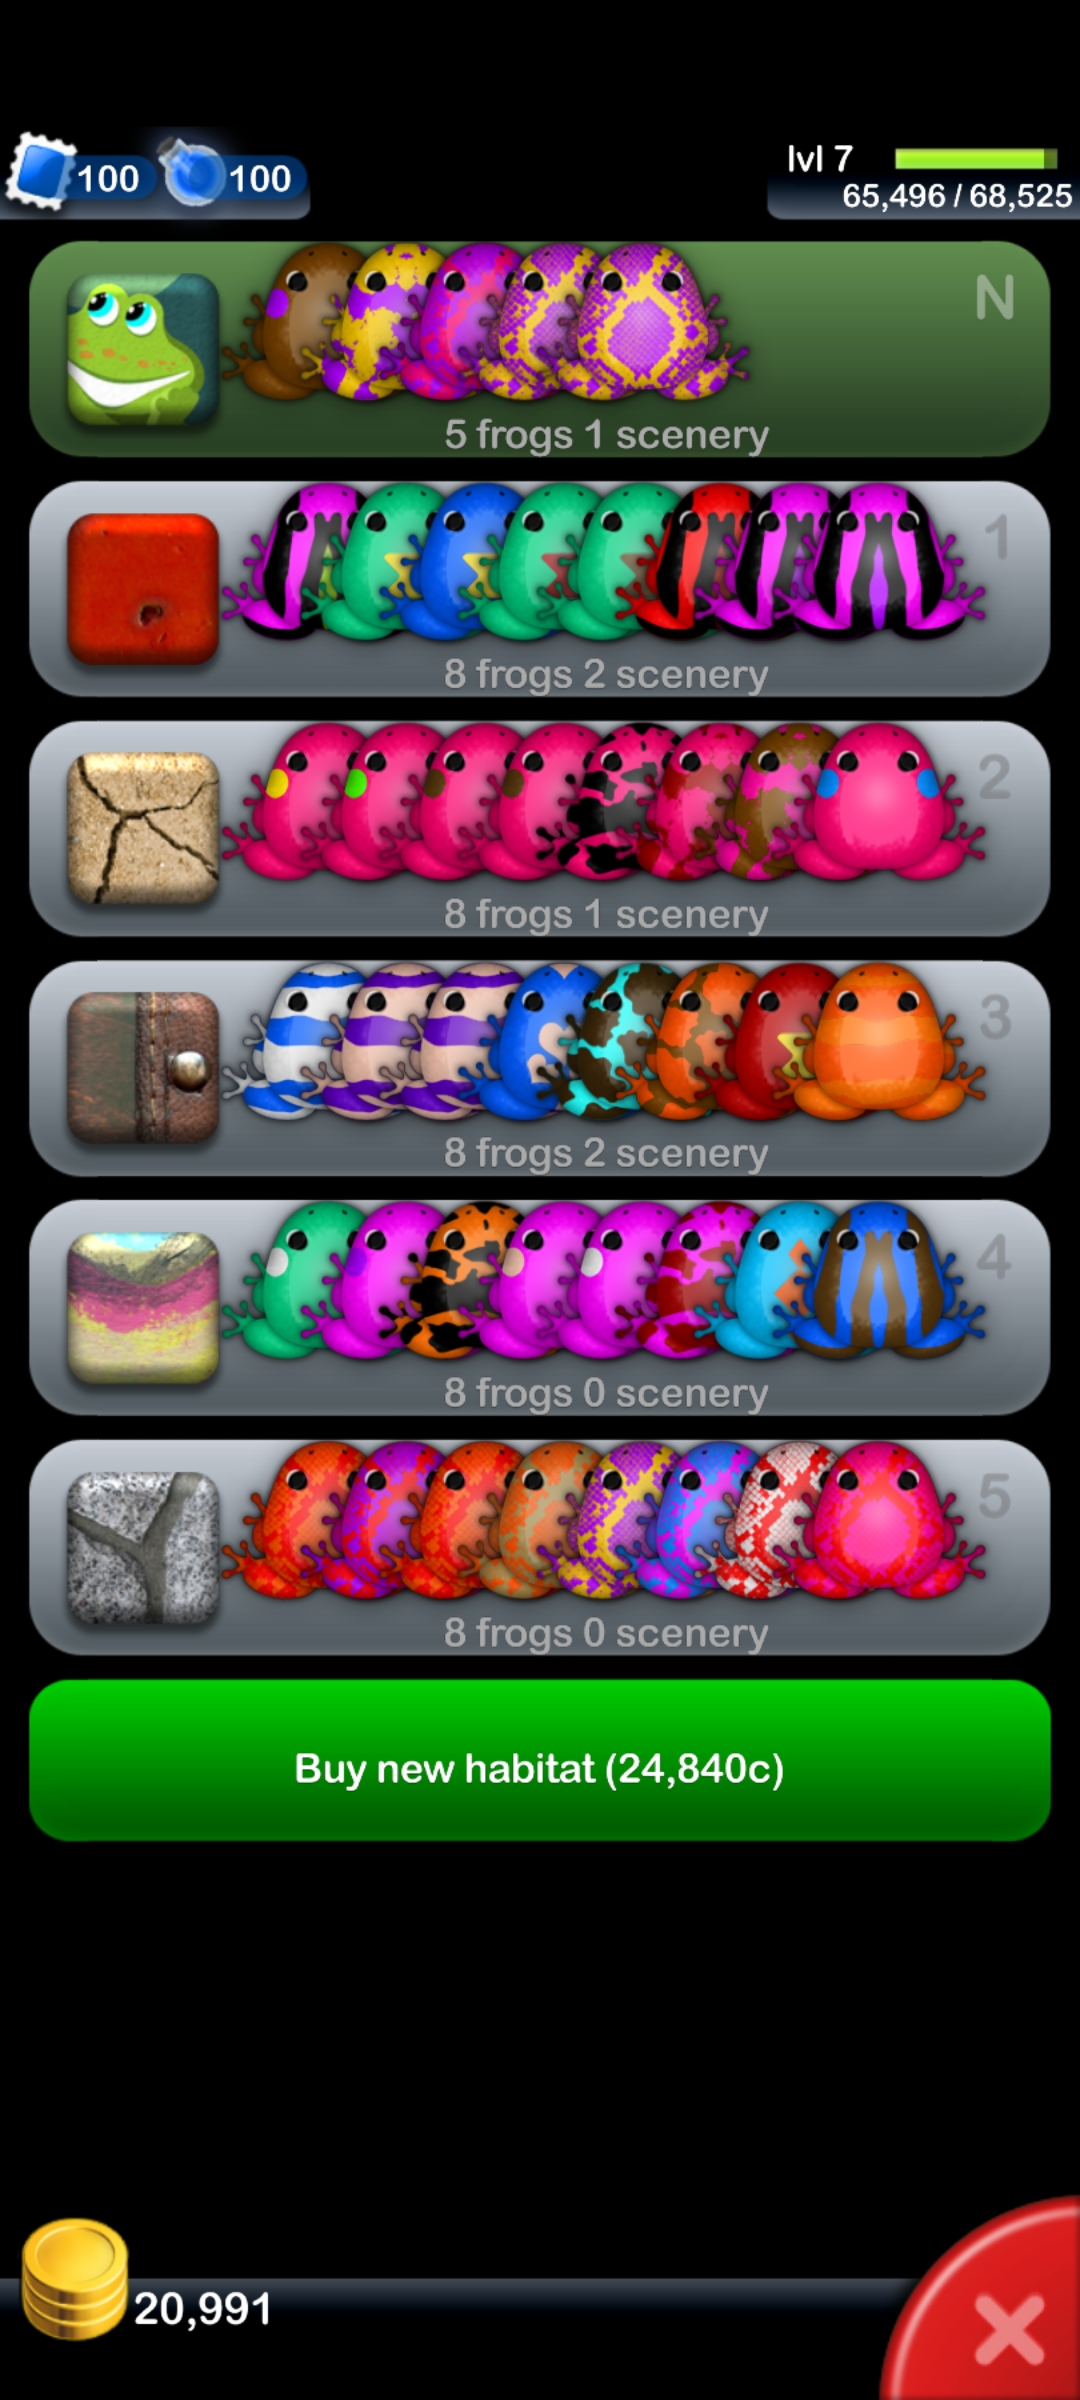 100 100
lvl 7
65,496 / 68,525
N
5 frogs 1 scenery
1
8 frogs 2 scenery
2
8 frogs 1 scenery
3
8 frogs 2 scenery
4
8 frogs 0 scenery
5
8 frogs 0 scenery
Buy new habitat (24,840c)
20,991